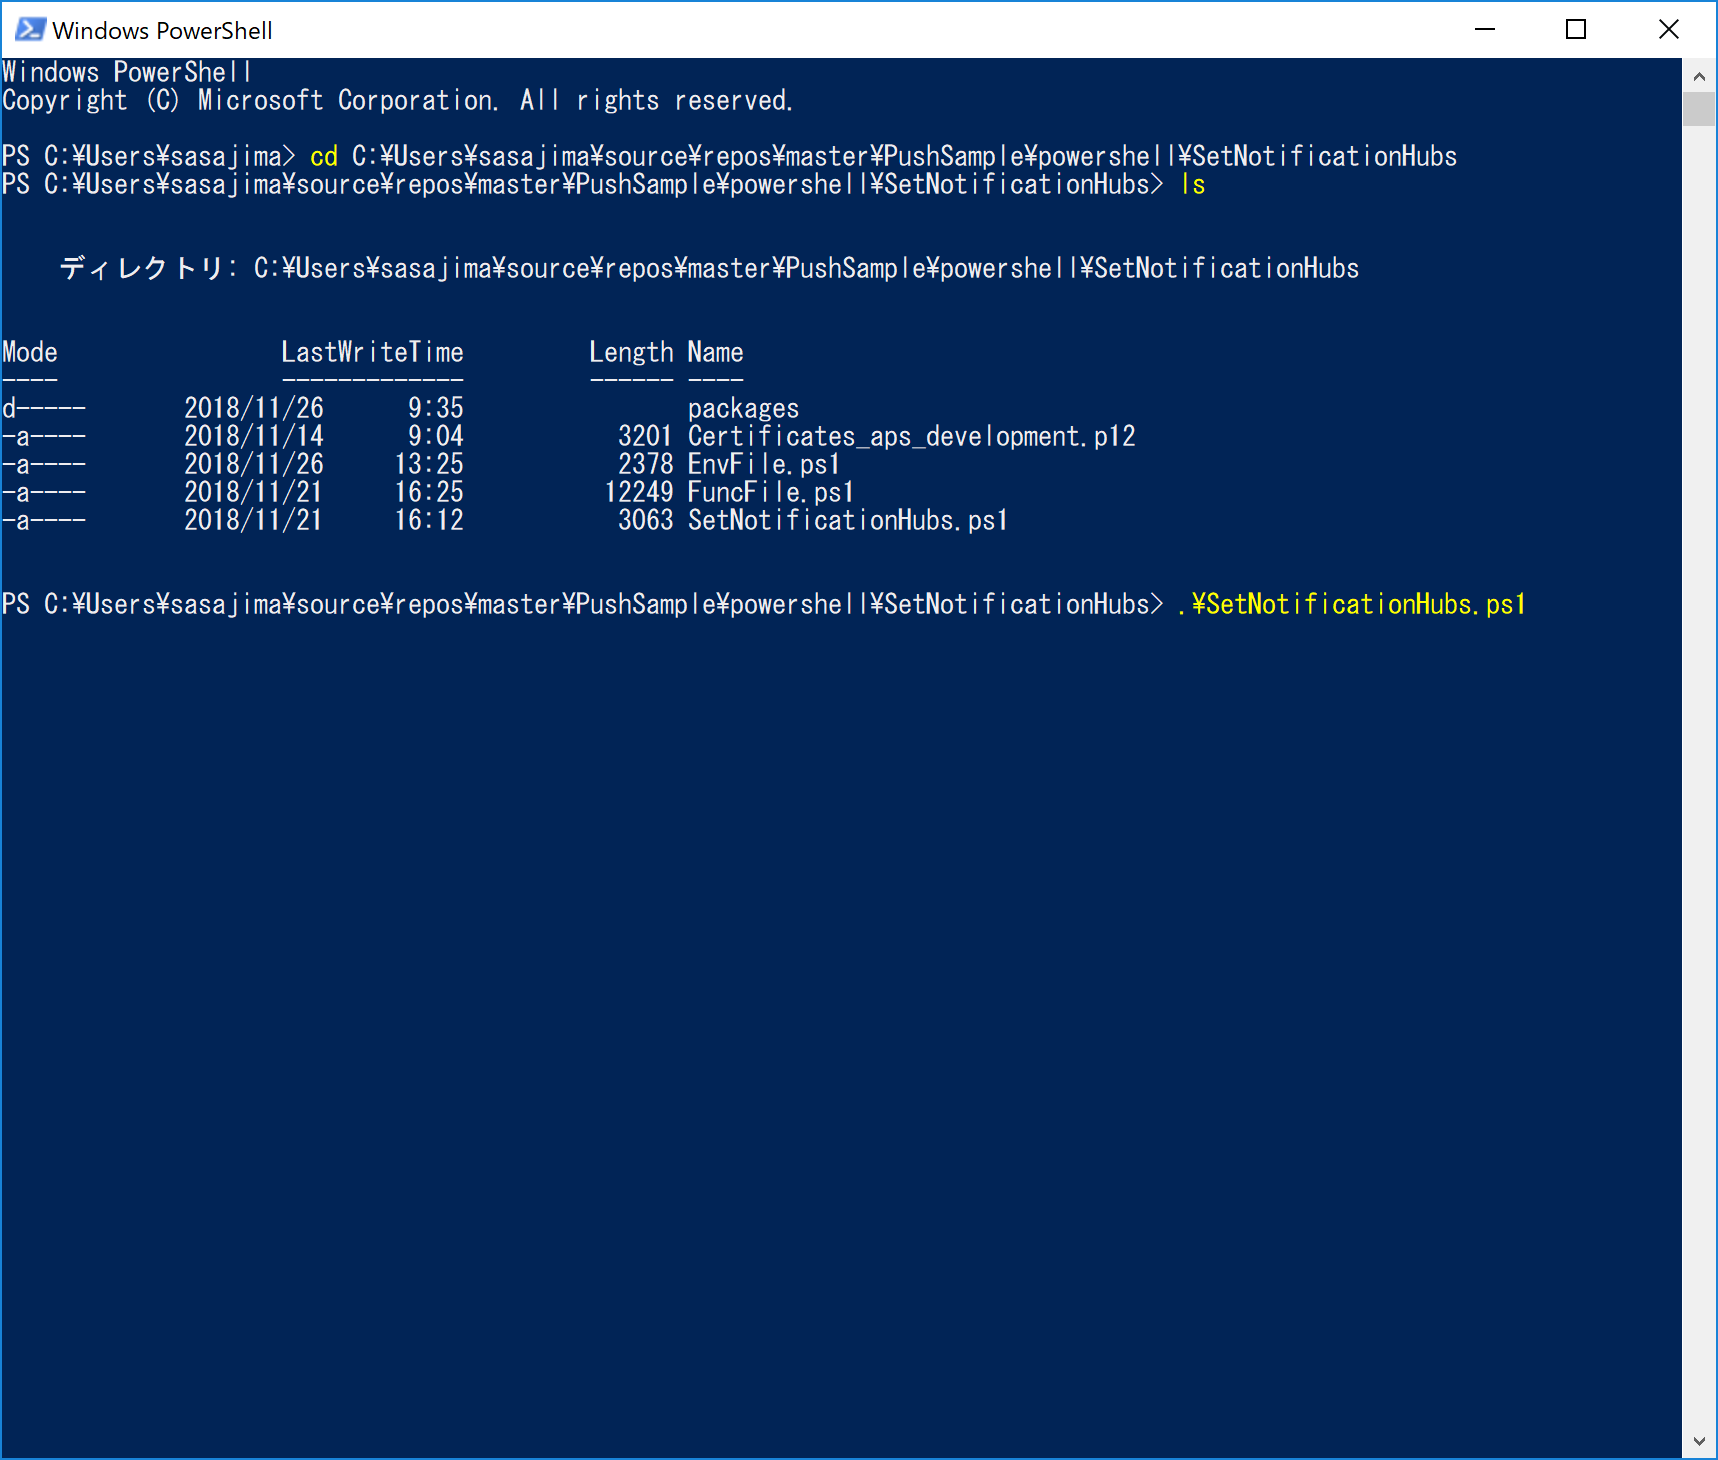 Windows PowerShell
Windows PowerShell
Copyright (C) Microsoft Corporation. All rights reserved.
PS C:¥Users¥sasajima> cd C:¥Users¥sasajima¥source¥repos¥master¥PushSample¥powershell¥SetNotificationHubs
PS C:¥Users¥sasajima¥source¥repos¥master¥PushSample¥powershell¥SetNotificationHubs> ls
ディレクトリ: C:¥Users¥sasajima¥source¥repos¥master¥PushSample¥powershell¥SetNotificationHubs
Mode                LastWriteTime         Length Name
----                -------------         ------ ----
d-----       2018/11/26      9:35                packages
-a----       2018/11/14      9:04           3201 Certificates_aps_development.p12
-a----       2018/11/26     13:25           2378 EnvFile.ps1
-a----       2018/11/21     16:25          12249 FuncFile.ps1
-a----       2018/11/21     16:12           3063 SetNotificationHubs.ps1
PS C:¥Users¥sasajima¥source¥repos¥master¥PushSample¥powershell¥SetNotificationHubs> .¥SetNotificationHubs.ps1